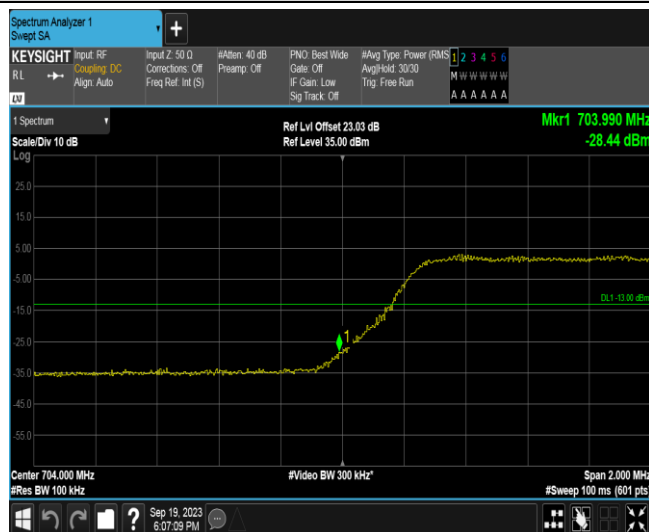 Spectrum Analyzer 1
Swept SA
+
KEYSIGHT
RL
LXI
Input: RF
Coupling: DC
Align: Auto
Input Z: 50 Ω
Corrections: Off
Freq Ref: Int (S)
#Atten: 40 dB
Preamp: Off
PNO: Best Wide
Gate: Off
IF Gain: Low
Sig Track: Off
#Avg Type: Power (RMS
Avg|Hold: 30/30
Trig: Free Run
1 2 3 4 5 6
M W W W W W
A A A A A A
1 Spectrum
Scale/Div 10 dB
Log
Ref Lvl Offset 23.03 dB
Ref Level 35.00 dBm
Mkr1 703.990 MHz
-28.44 dBm
25.0
15.0
5.00
-5.00
DL1 -13.00 dBm
-15.0
1
-25.0
-35.0
-45.0
-55.0
Center 704.000 MHz
#Res BW 100 kHz
#Video BW 300 kHz*
Span 2.000 MHz
#Sweep 100 ms (601 pts)
?
Sep 19, 2023
6:07:09 PM